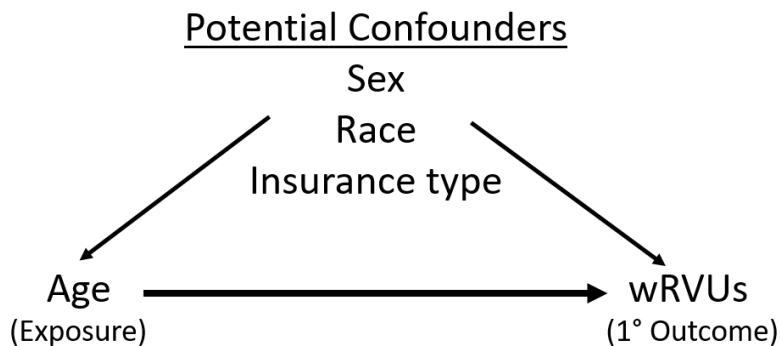 Potential Confounders
Sex
Race
Insurance type
Age
(Exposure)
wRVUs
(1° Outcome)